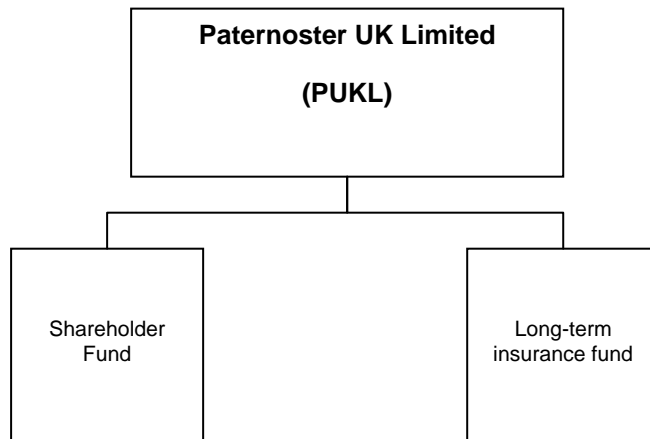 Paternoster UK Limited
(PUKL)
Shareholder
Fund
Long-term
insurance fund